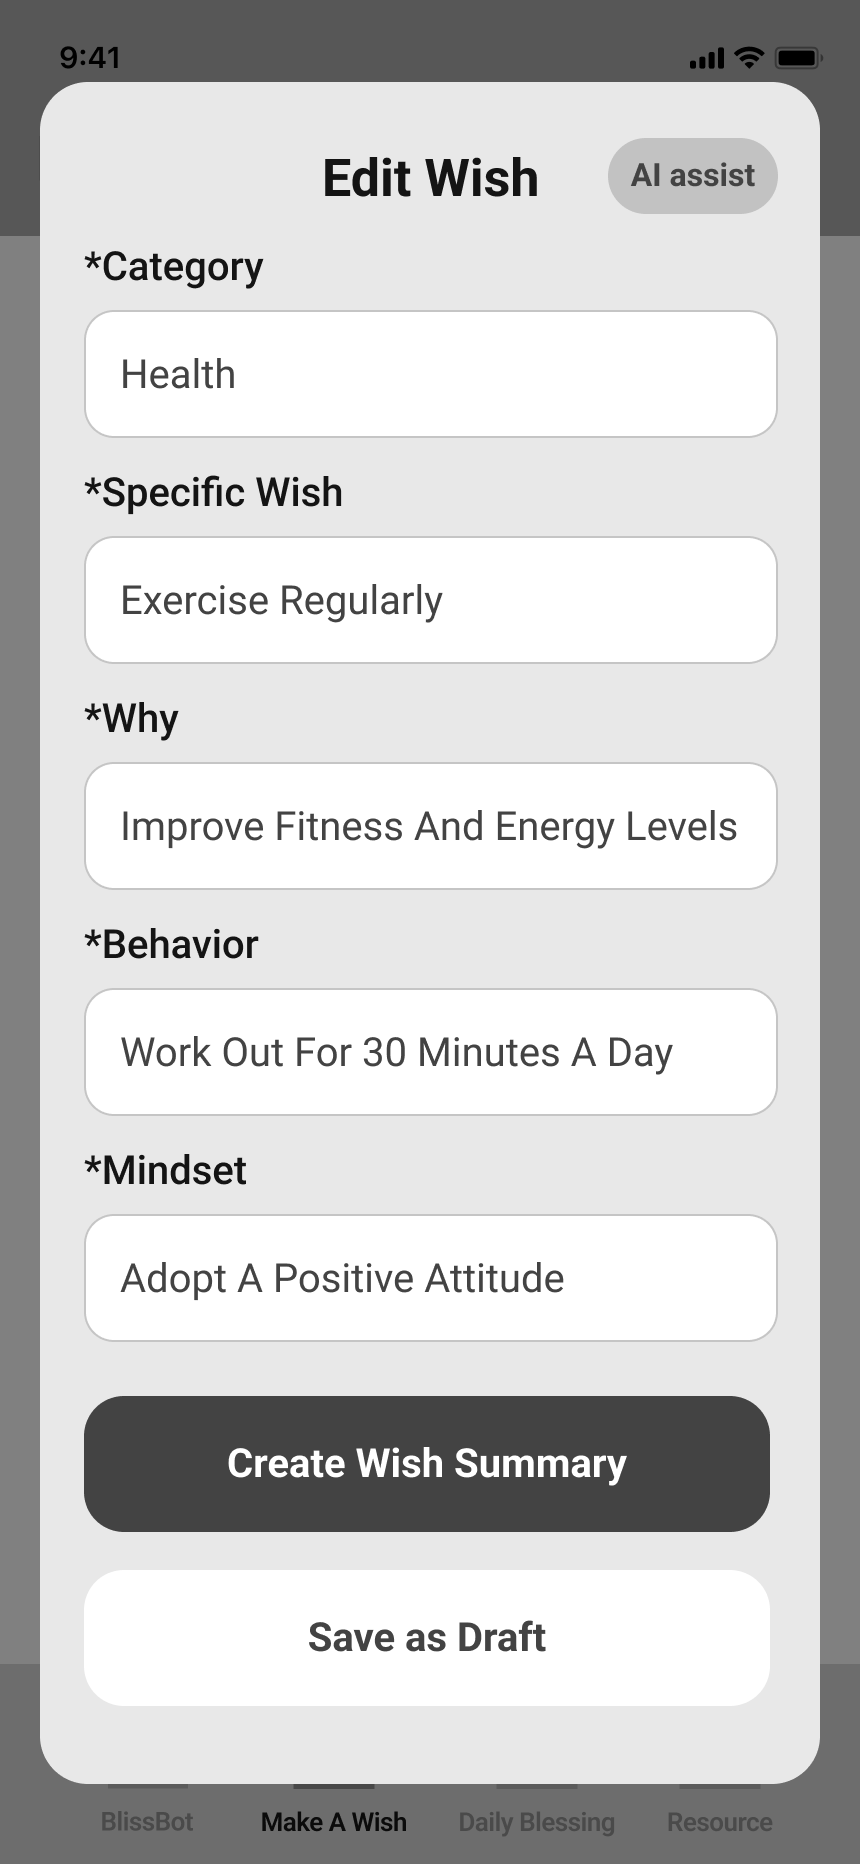 9:41
Edit Wish
AI assist
*Category
Health
*Specific Wish
Exercise Regularly
*Why
Improve Fitness And Energy Levels
*Behavior
Work Out For 30 Minutes A Day
*Mindset
Adopt A Positive Attitude
Create Wish Summary
Save as Draft
BlissBot Make A Wish Daily Blessing Resource